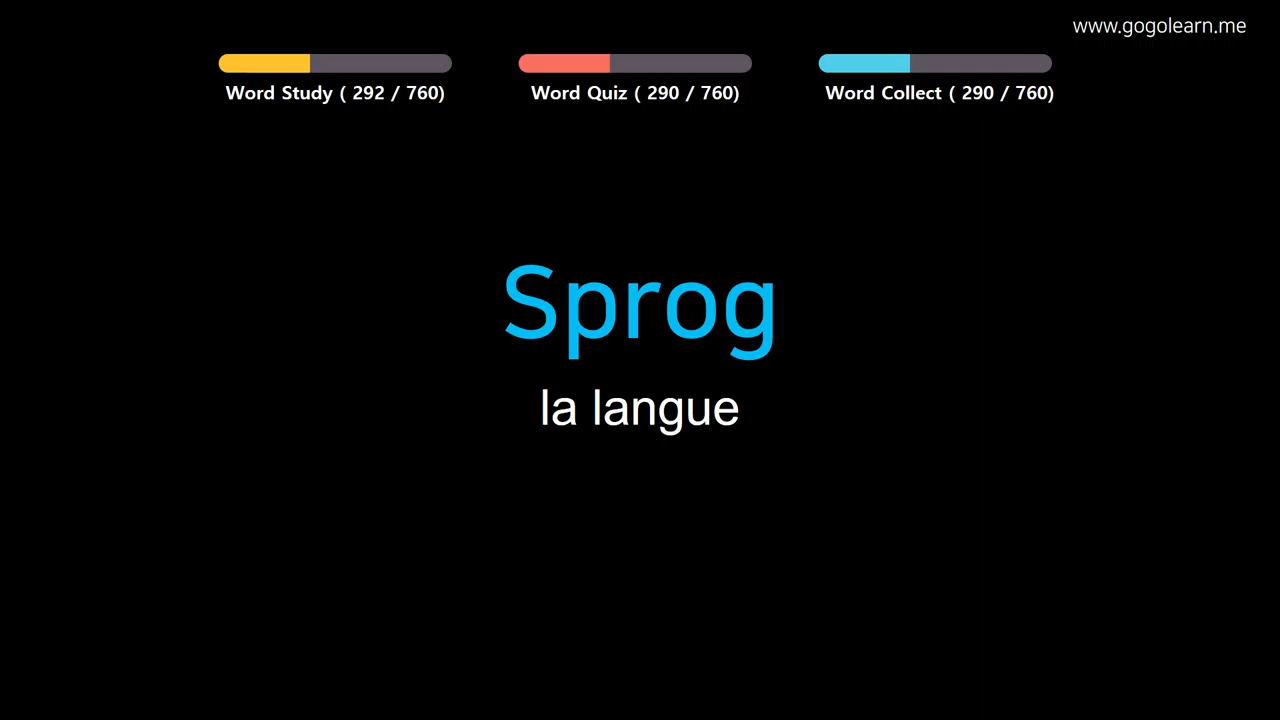 www.gogolearn.me
Word Study ( 292 / 760)
Word Quiz ( 290 / 760)
Word Collect ( 290 / 760)
Sprog
la langue